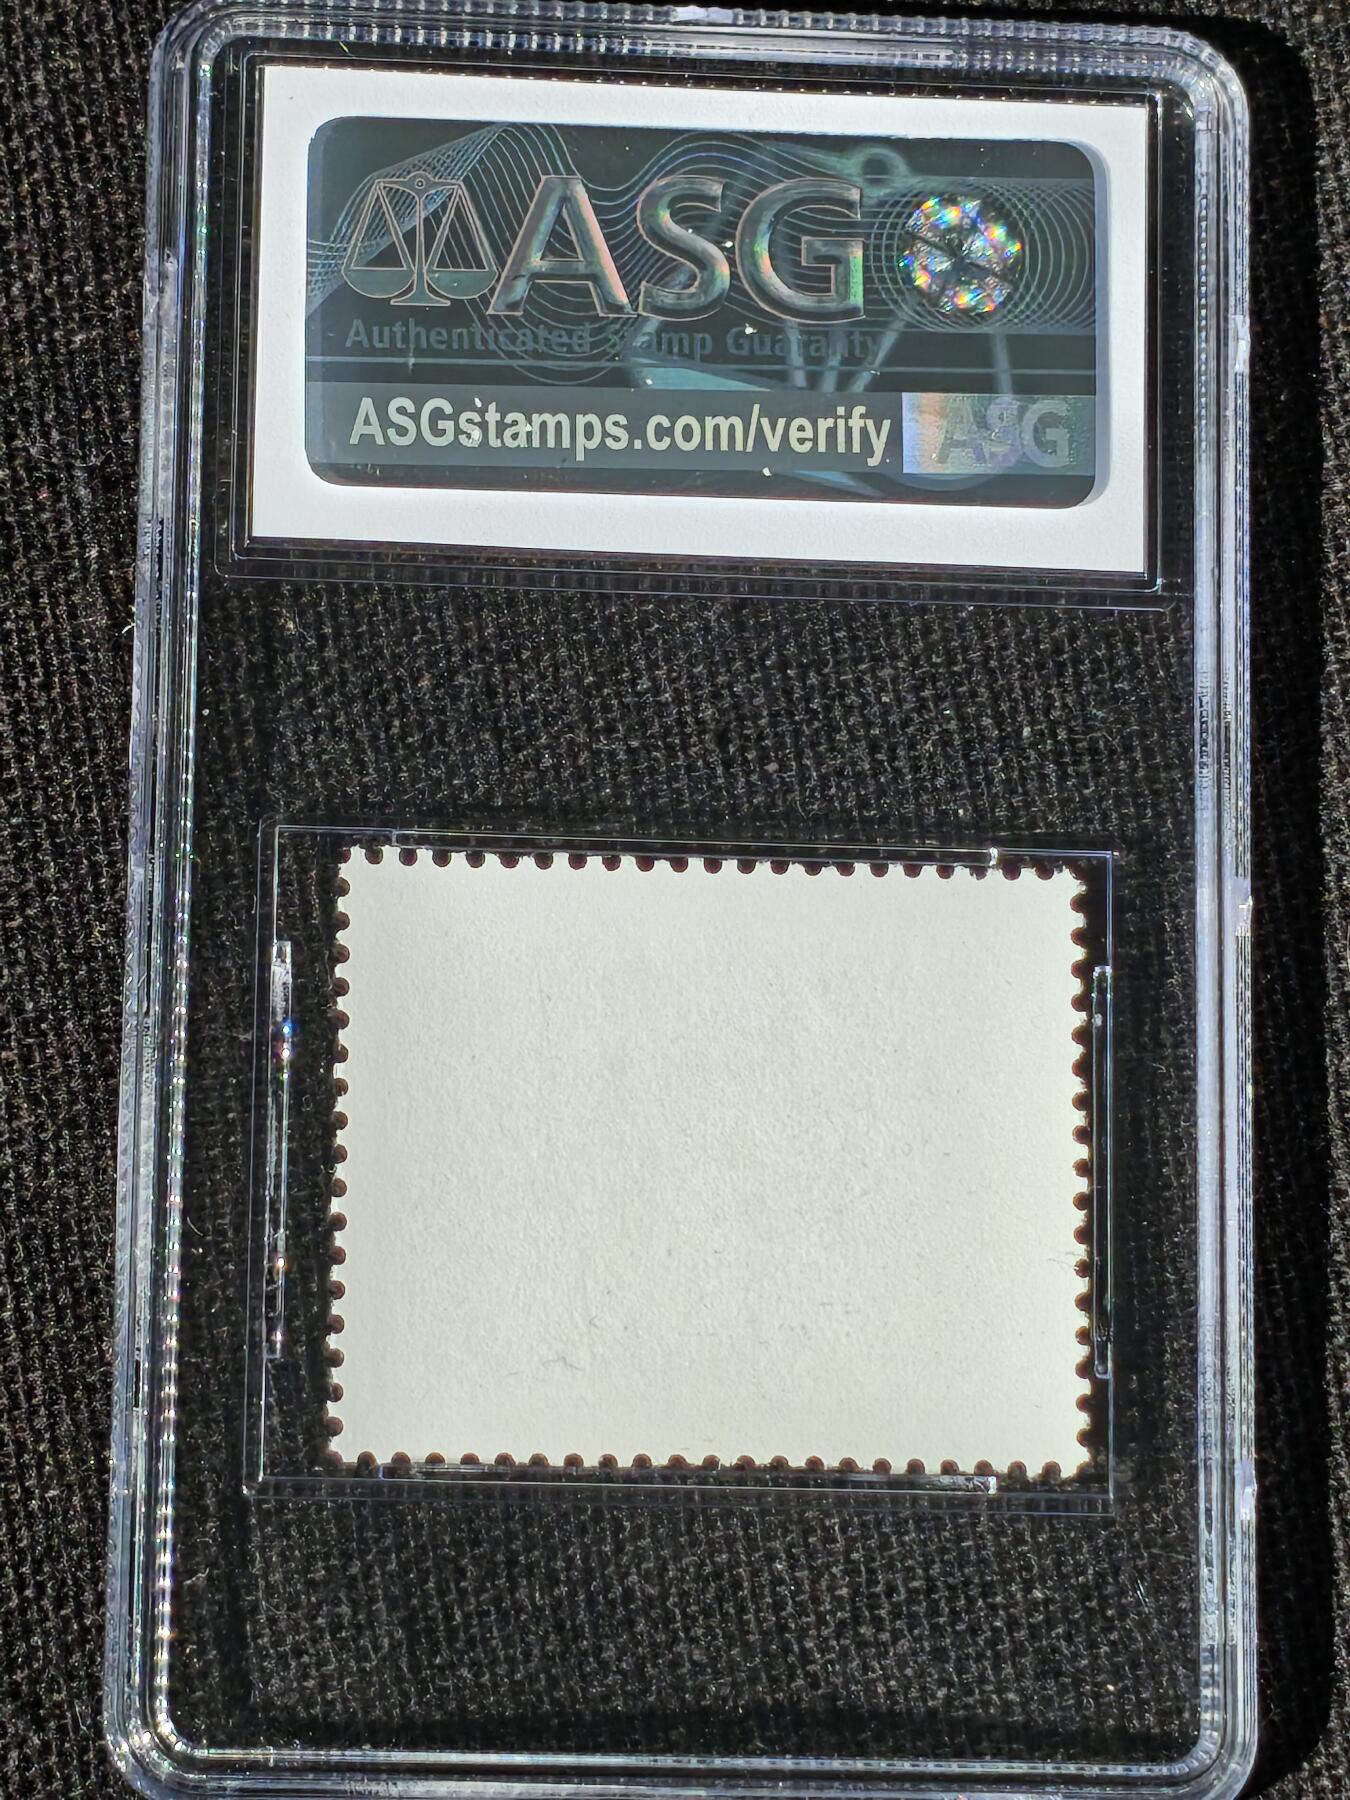 ASG
Authenticated Stamp Guaranty
ASGstamps.com/verify ASG